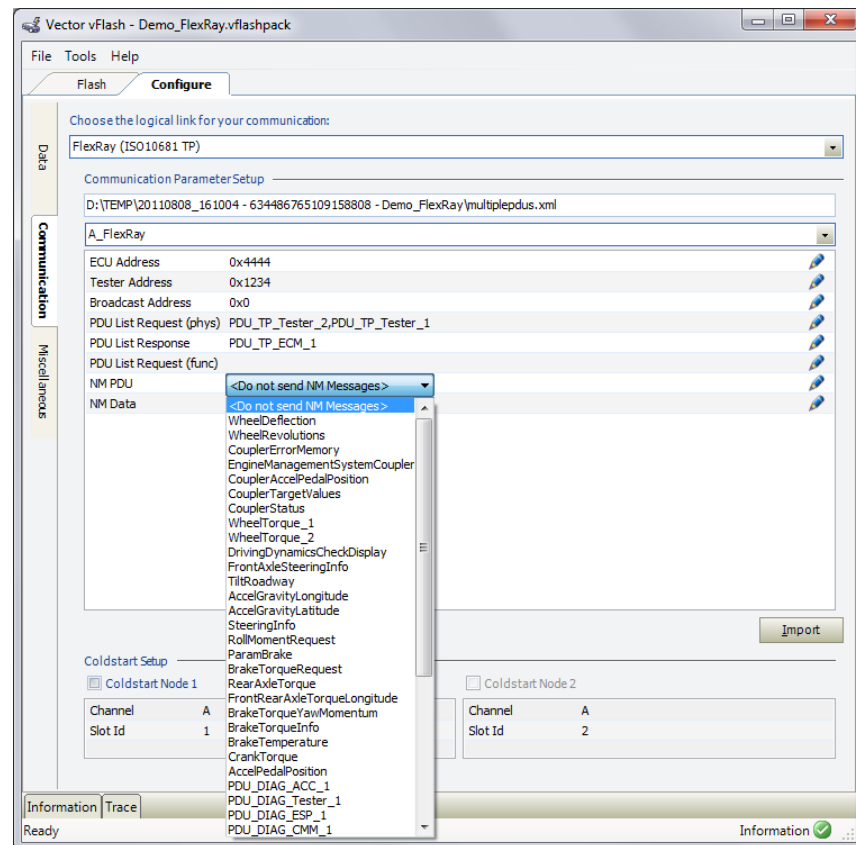 Vector vFlash - Demo_FlexRay.vflashpack
File Tools Help
Flash Configure
Data
Communication
Miscellaneous
Choose the logical link for your communication:
FlexRay (ISO10681 TP)
Communication Parameter Setup
D:\TEMP\20110808_161004 - 634486765109158808 - Demo_FlexRay\multiplepdus.xml
A_FlexRay
ECU Address 0x4444
Tester Address 0x1234
Broadcast Address 0x0
PDU List Request (phys) PDU_TP_Tester_2,PDU_TP_Tester_1
PDU List Response PDU_TP_ECM_1
PDU List Request (func)
NM PDU <Do not send NM Messages>
NM Data <Do not send NM Messages>
WheelDeflection
WheelRevolutions
CouplerErrorMemory
EngineManagementSystemCoupler
CouplerAccelPedalPosition
CouplerTargetValues
CouplerStatus
WheelTorque_1
WheelTorque_2
DrivingDynamicsCheckDisplay
FrontAxleSteeringInfo
TiltRoadway
AccelGravityLongitude
AccelGravityLatitude
SteeringInfo
RollMomentRequest
ParamBrake
BrakeTorqueRequest
RearAxleTorque
FrontRearAxleTorqueLongitude
BrakeTorqueYawMomentum
BrakeTorqueInfo
BrakeTemperature
CrankTorque
AccelPedalPosition
PDU_DIAG_ACC_1
PDU_DIAG_Tester_1
PDU_DIAG_ESP_1
PDU_DIAG_CMM_1
Import
Coldstart Setup
Coldstart Node 1
Channel A
Slot Id 1
Coldstart Node 2
Channel A
Slot Id 2
Information Trace
Ready Information